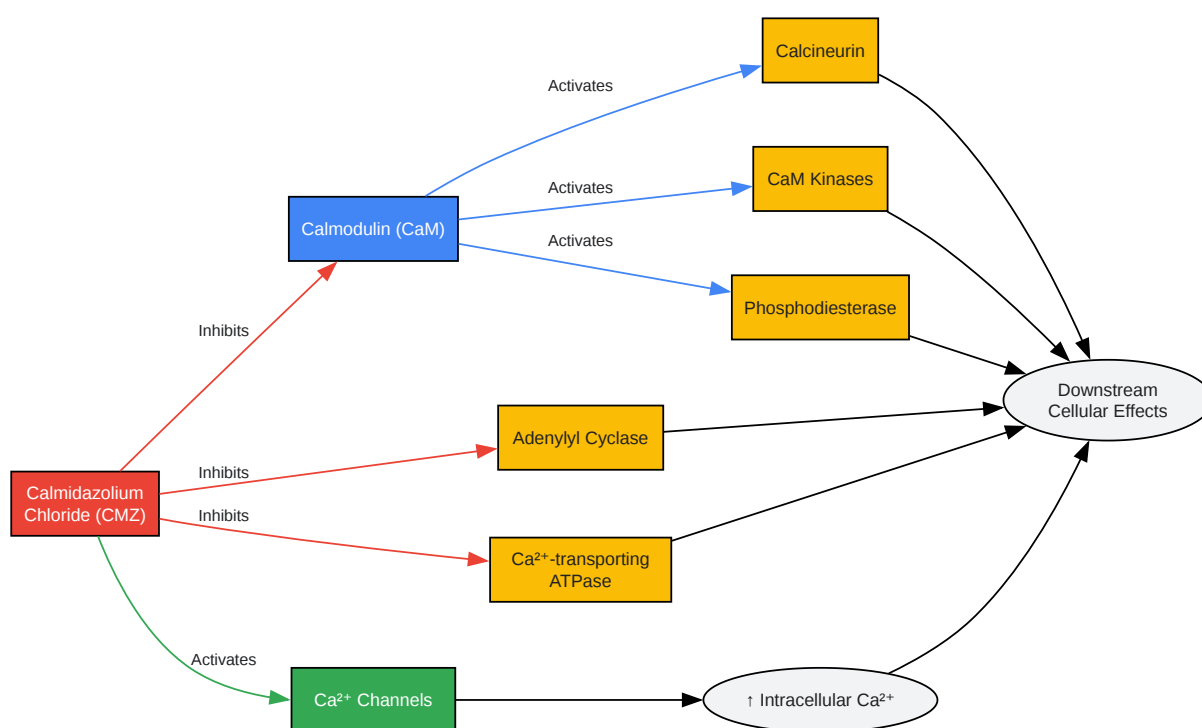 Calcineurin
Activates
CaM Kinases
Activates
Calmodulin (CaM)
Activates
Phosphodiesterase
Inhibits
Downstream
Cellular Effects
Adenylyl Cyclase
Inhibits
Calmidazolium
Chloride (CMZ)
Inhibits
Ca²⁺-transporting
ATPase
Activates
Ca²⁺ Channels
↑ Intracellular Ca²⁺